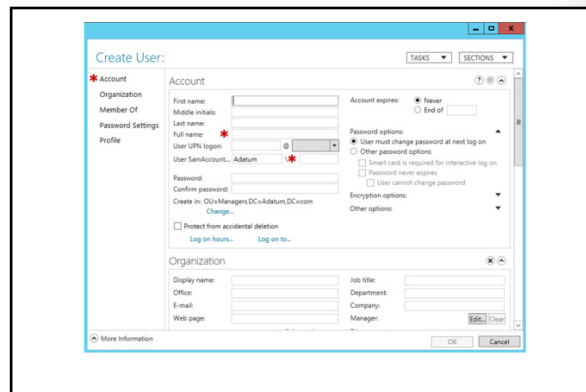 Create User:
TASKS SECTIONS
* Account
Organization
Member Of
Password Settings
Profile
Account
First name:
Middle initials:
Last name:
Full name: *
User UPN logon: @
User SamAccount... Adatum \*
Password:
Confirm password:
Create in: OU=Managers,DC=Adatum,DC=com
Change...
Protect from accidental deletion
Log on hours... Log on to...
Account expires: Never
End of
Password options:
User must change password at next log on
Other password options
Smart card is required for interactive log on
Password never expires
User cannot change password
Encryption options:
Other options:
Organization
Display name:
Office:
E-mail:
Web page:
Job title:
Department:
Company:
Manager: Edit... Clear
More Information
OK Cancel